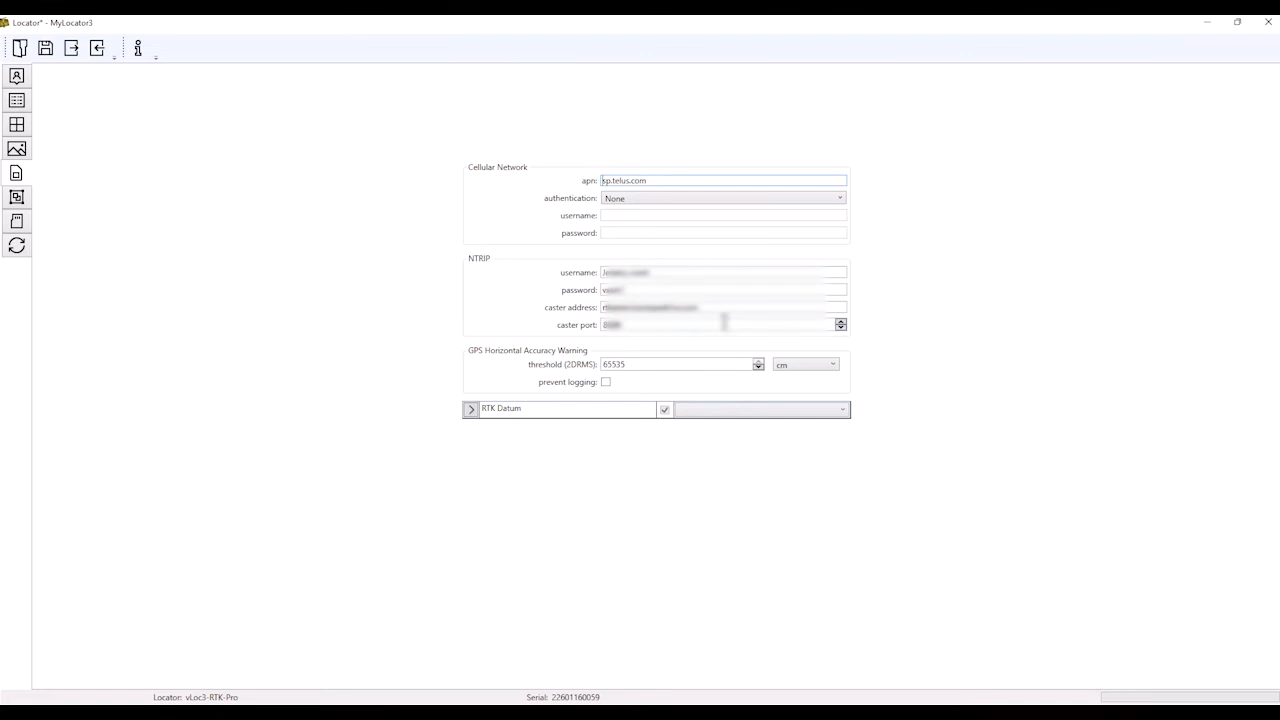 Locator* - MyLocator3
Cellular Network
apn: sp.telus.com
authentication: None
username:
password:
NTRIP
username:
password:
caster address:
caster port:
GPS Horizontal Accuracy Warning
threshold (2DRMS): 65535 cm
prevent logging:
RTK Datum
Locator: vLoc3-RTK-Pro Serial: 22601160059